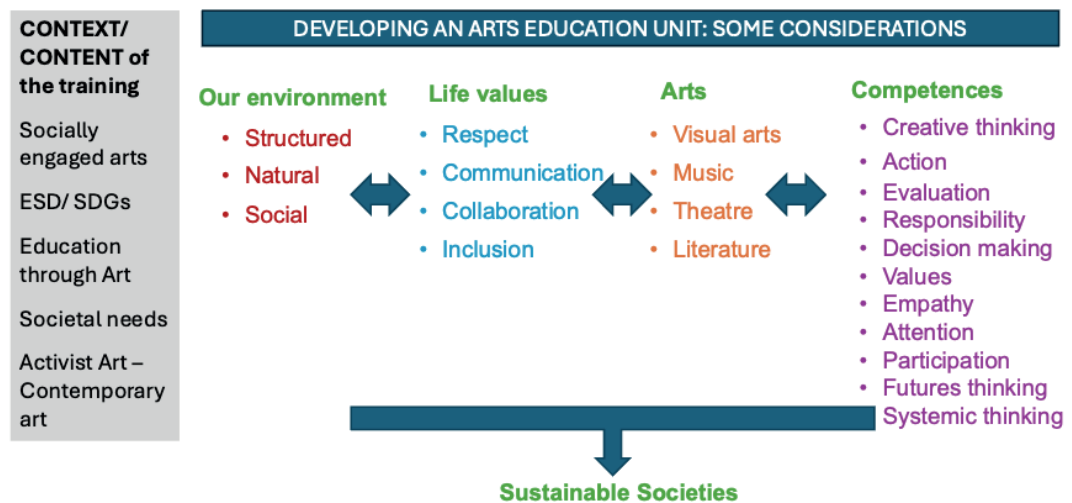 CONTEXT/
CONTENT of
the training
Socially
engaged arts
ESD/ SDGs
Education
through Art
Societal needs
Activist Art –
Contemporary
art
DEVELOPING AN ARTS EDUCATION UNIT: SOME CONSIDERATIONS
Our environment
• Structured
• Natural
• Social
Life values
• Respect
• Communication
• Collaboration
• Inclusion
Arts
• Visual arts
• Music
• Theatre
• Literature
Competences
• Creative thinking
• Action
• Evaluation
• Responsibility
• Decision making
• Values
• Empathy
• Attention
• Participation
• Futures thinking
Systemic thinking
Sustainable Societies